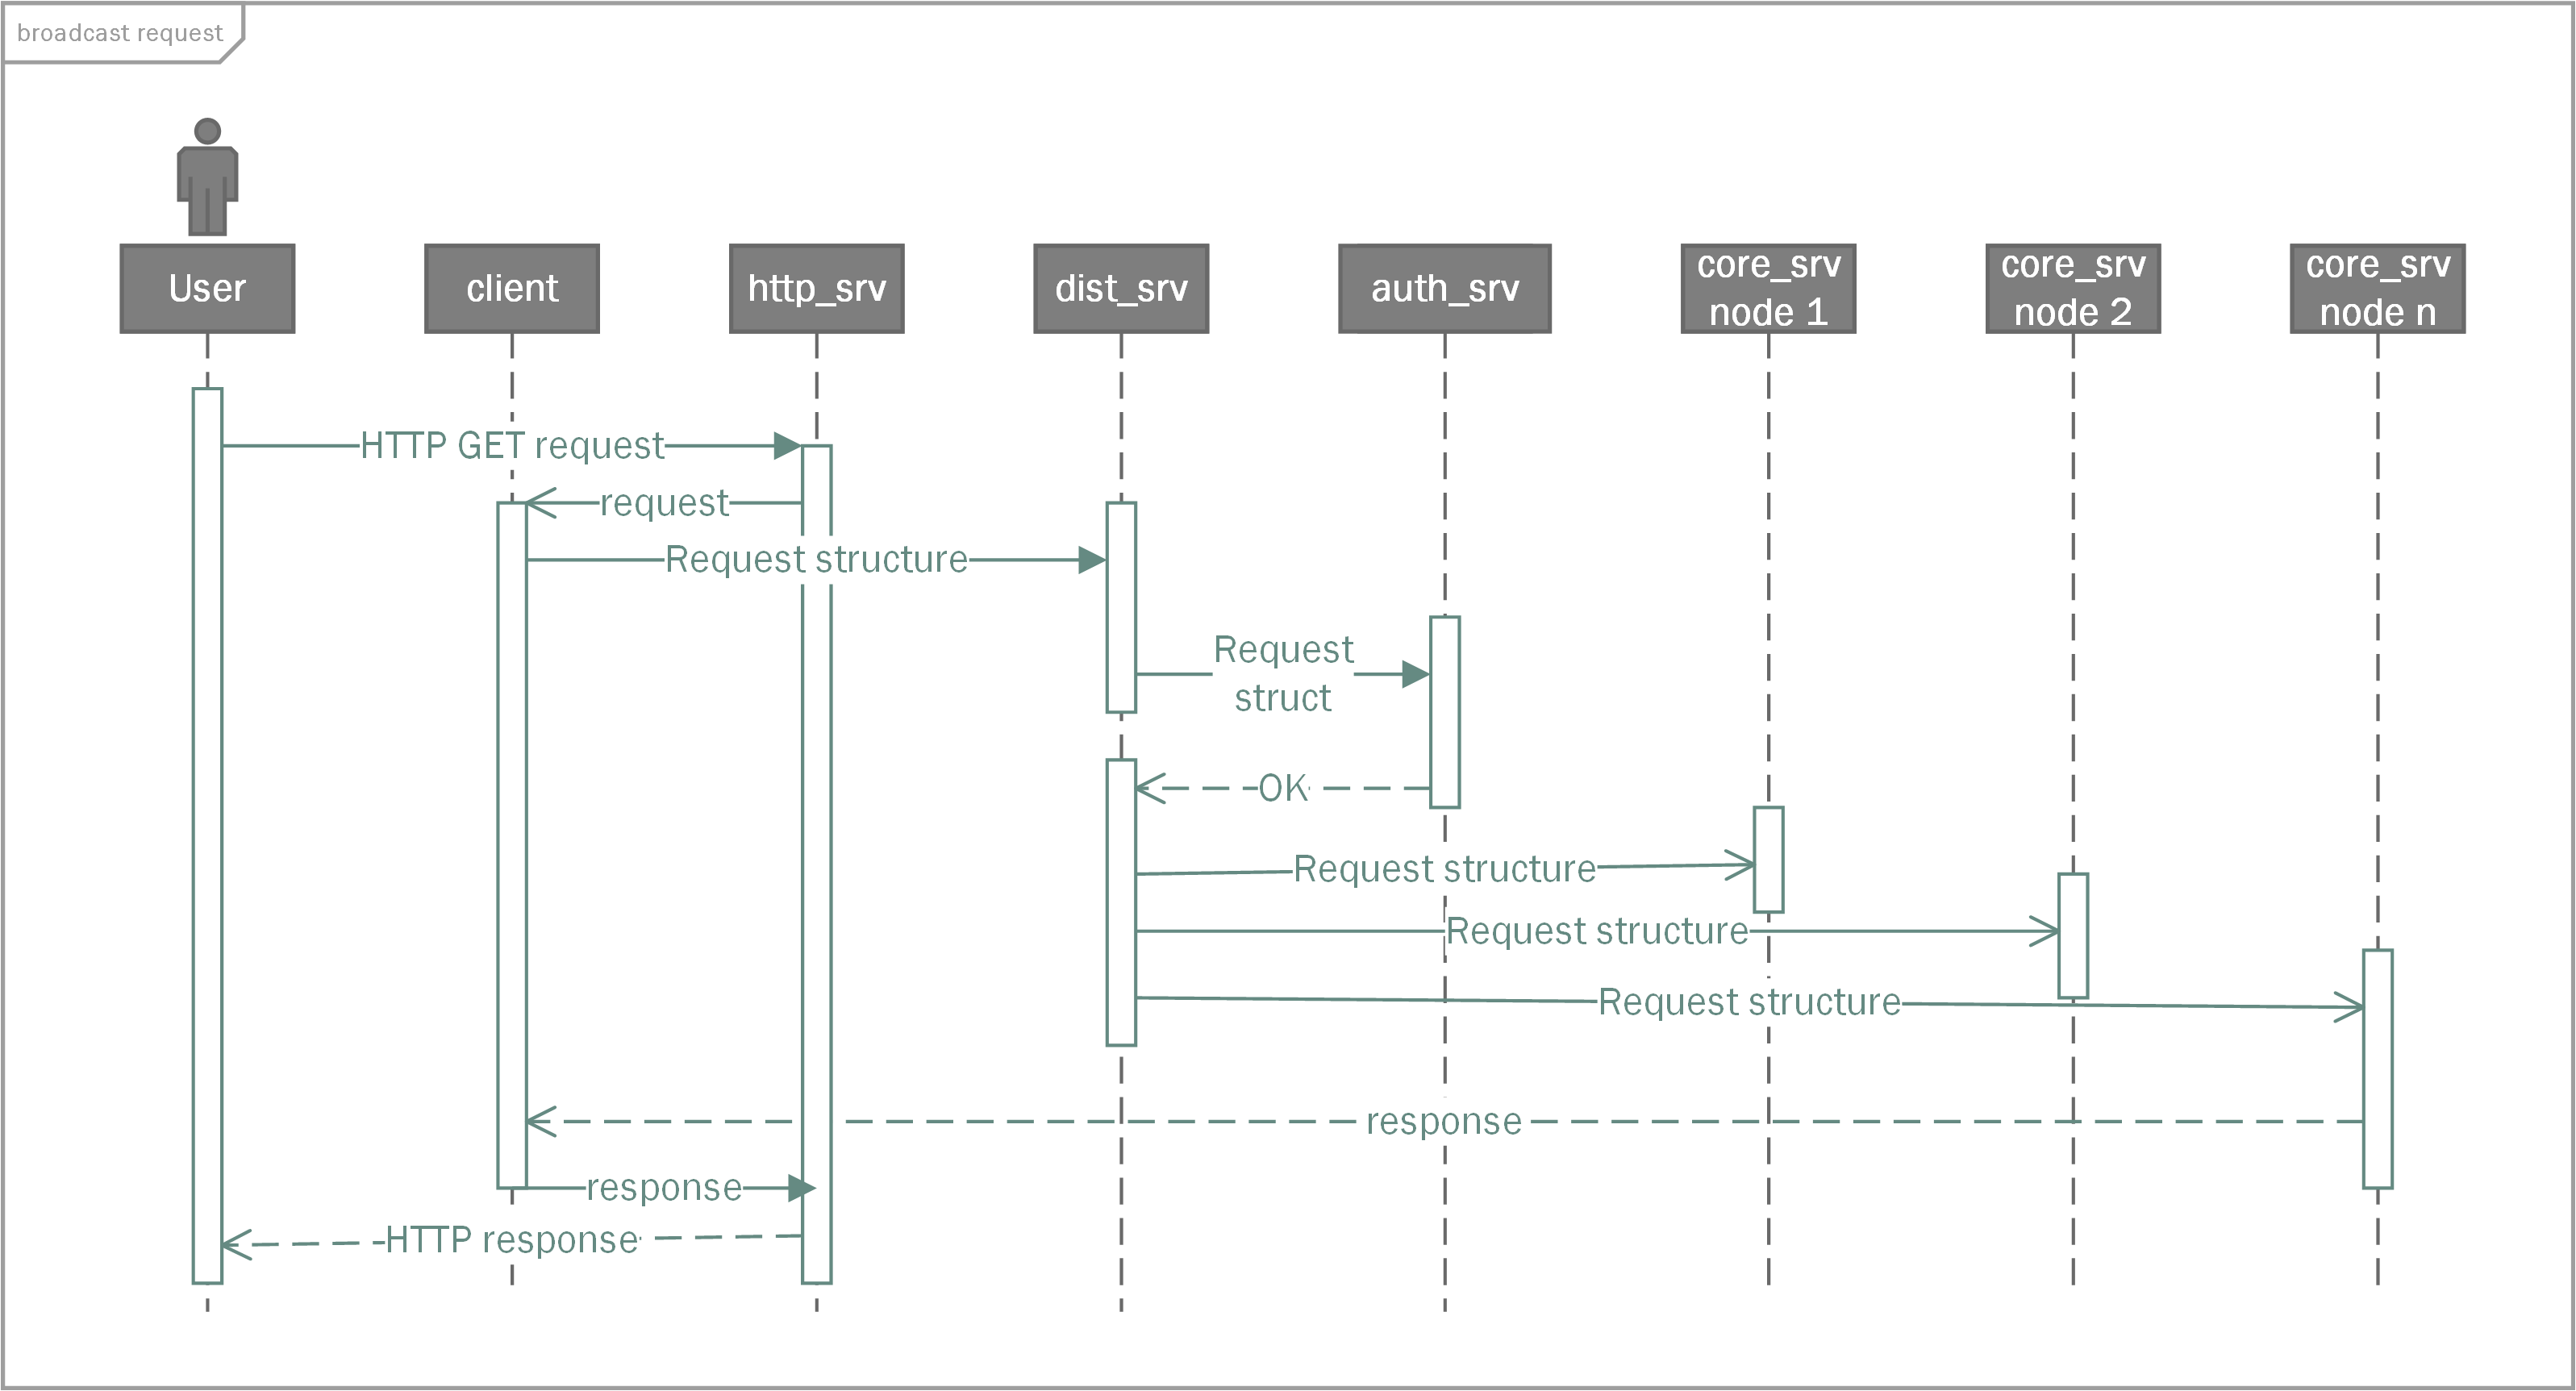 broadcast request
User
client
http_srv
dist_srv
auth_srv
core_srv
node 1
core_srv
node 2
core_srv
node n
HTTP GET request
request
Request structure
Request
struct
OK
Request structure
Request structure
Request structure
response
response
HTTP response